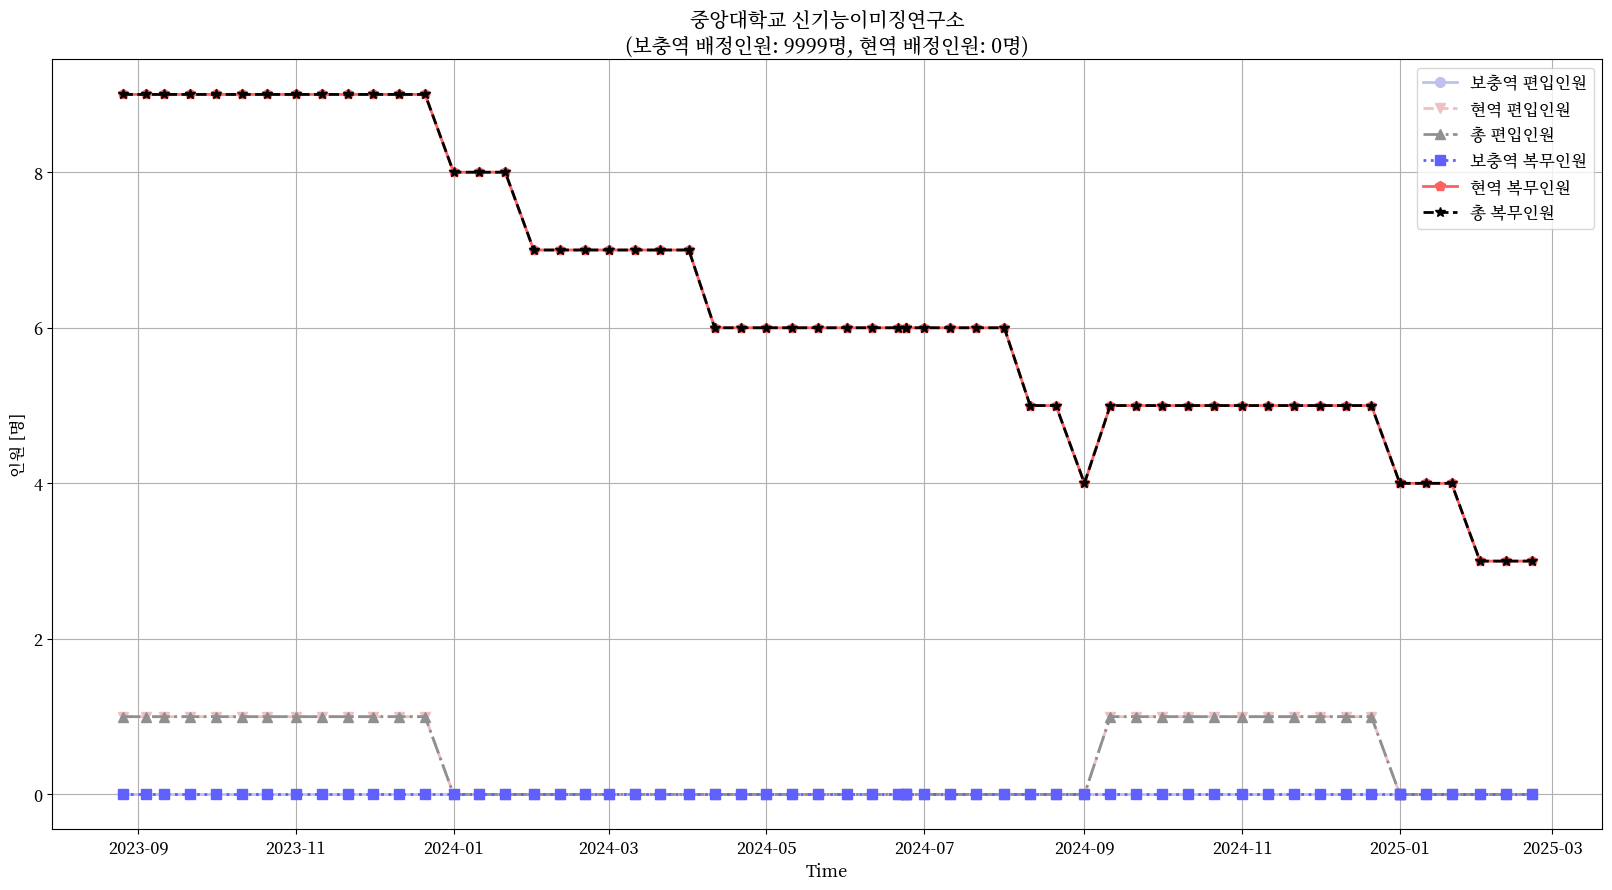 중앙대학교 신기능이미징연구소
(보충역 배정인원: 9999명, 현역 배정인원: 0명)
보충역 편입인원
현역 편입인원
총 편입인원
보충역 복무인원
현역 복무인원
총 복무인원
인원 [명]
8
6
4
2
0
2023-09
2023-11
2024-01
2024-03
2024-05
2024-07
2024-09
2024-11
2025-01
2025-03
Time